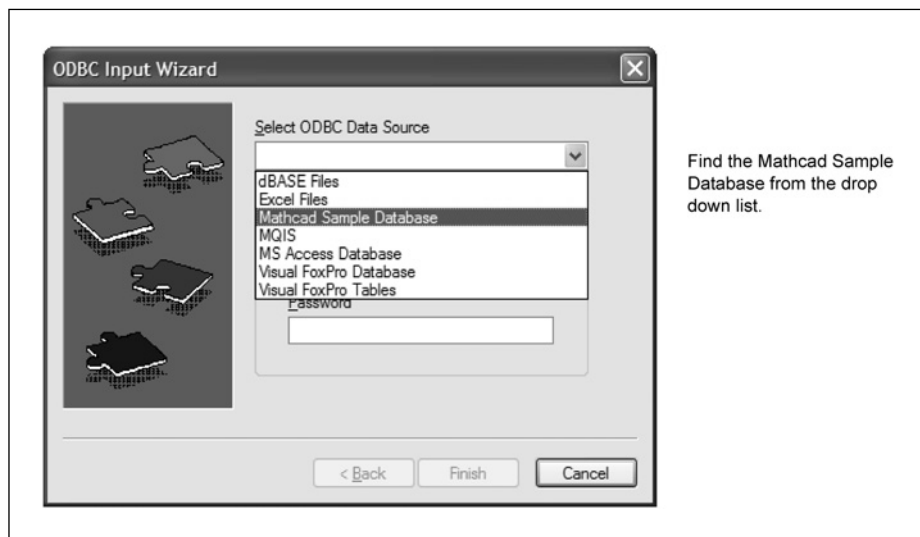 ODBC Input Wizard
Select ODBC Data Source
dBASE Files
Excel Files
Mathcad Sample Database
MQIS
MS Access Database
Visual FoxPro Database
Visual FoxPro Tables
Password
< Back
Finish
Cancel
Find the Mathcad Sample
Database from the drop
down list.